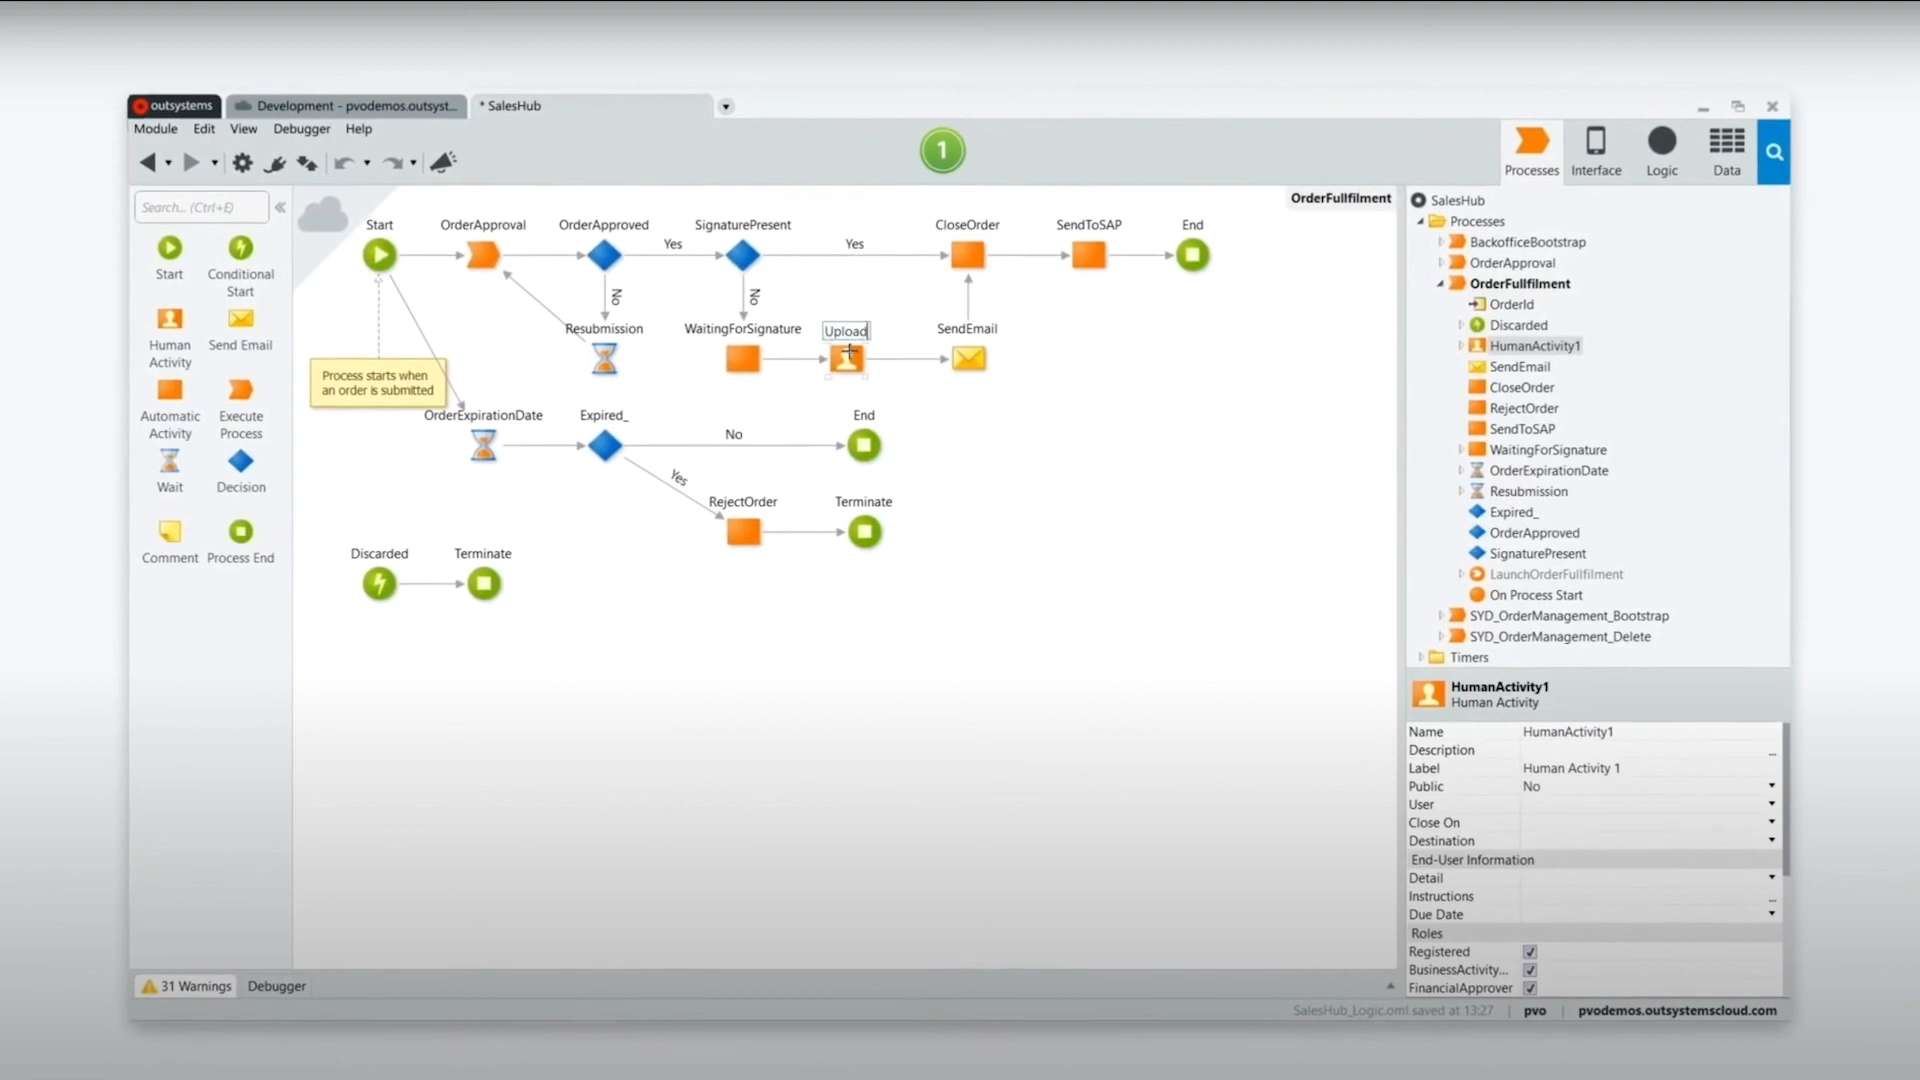 outsystems
Development - pvodemos.outsyst...
* SalesHub
Module Edit View Debugger Help
1
Processes
Interface
Logic
Data
Search... (Ctrl+E)
Start
Conditional Start
Human Activity
Send Email
Automatic Activity
Execute Process
Wait
Decision
Comment
Process End
OrderFullfilment
Start
OrderApproval
OrderApproved
Yes
SignaturePresent
Yes
CloseOrder
SendToSAP
End
No
No
Resubmission
WaitingForSignature
Upload
SendEmail
Process starts when
an order is submitted
OrderExpirationDate
Expired_
No
End
Yes
RejectOrder
Terminate
Discarded
Terminate
SalesHub
Processes
BackofficeBootstrap
OrderApproval
OrderFullfilment
OrderId
Discarded
HumanActivity1
SendEmail
CloseOrder
RejectOrder
SendToSAP
WaitingForSignature
OrderExpirationDate
Resubmission
Expired_
OrderApproved
SignaturePresent
LaunchOrderFullfilment
On Process Start
SYD_OrderManagement_Bootstrap
SYD_OrderManagement_Delete
Timers
HumanActivity1
Human Activity
Name HumanActivity1
Description ...
Label Human Activity 1
Public No
User
Close On
Destination
End-User Information
Detail
Instructions ...
Due Date
Roles
Registered
BusinessActivity...
FinancialApprover
31 Warnings
Debugger
SalesHub_Logic.oml saved at 13:27 | pvo | pvodemos.outsystemscloud.com